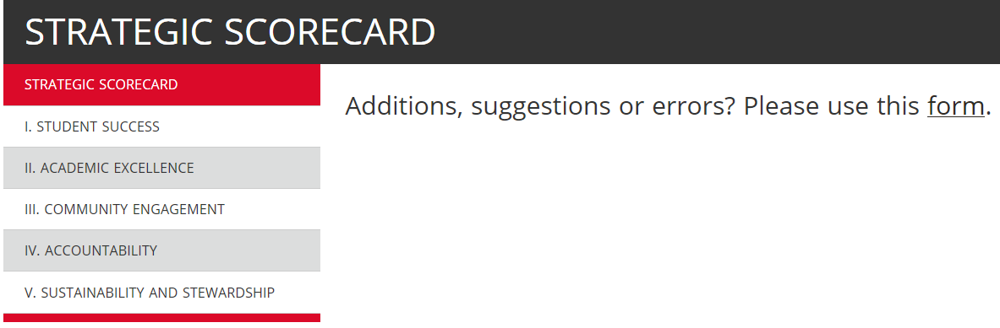 STRATEGIC SCORECARD
STRATEGIC SCORECARD
I. STUDENT SUCCESS
II. ACADEMIC EXCELLENCE
III. COMMUNITY ENGAGEMENT
IV. ACCOUNTABILITY
V. SUSTAINABILITY AND STEWARDSHIP
Additions, suggestions or errors? Please use this form.